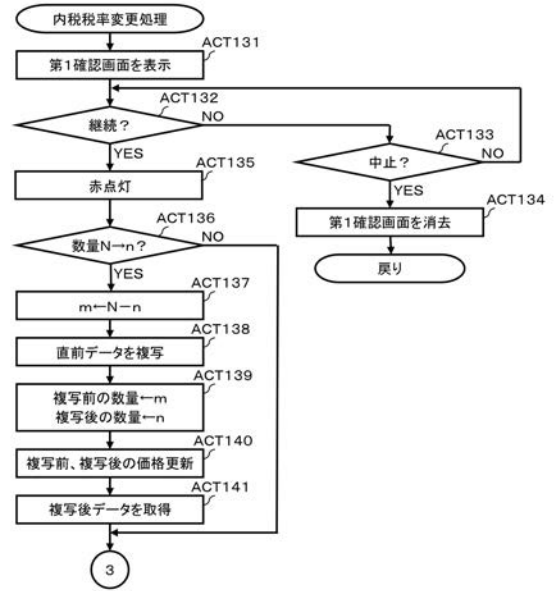 内税税率変更処理
ACT131
第1確認画面を表示
ACT132
継続?
NO
YES
ACT133
中止?
NO
YES
ACT134
第1確認画面を消去
戻り
ACT135
赤点灯
ACT136
数量N→n?
NO
YES
ACT137
m←N－n
ACT138
直前データを複写
ACT139
複写前の数量←m
複写後の数量←n
ACT140
複写前、複写後の価格更新
ACT141
複写後データを取得
3